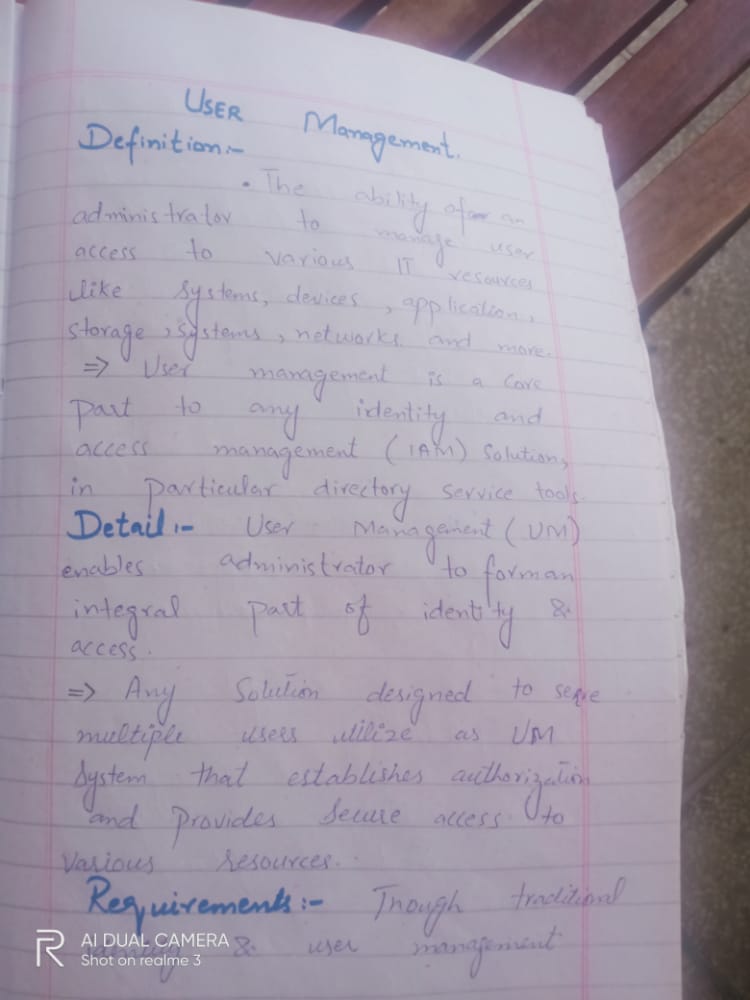 USER Management.
Definition:-
• The ability of an
administrator to manage user
access to various IT resources
like systems, devices, application,
storage, systems, networks and more.
=> User management is a core
part to any identity and
access management (IAM) solution,
in particular directory service tools.
Detail:- User Management (UM)
enables administrator to form an
integral part of identity &
access.
=> Any Solution designed to serve
multiple users utilize as UM
System that establishes authorization
and provides secure access to
various resources.
Requirements:- Though traditional
& user management
R AI DUAL CAMERA
Shot on realme 3